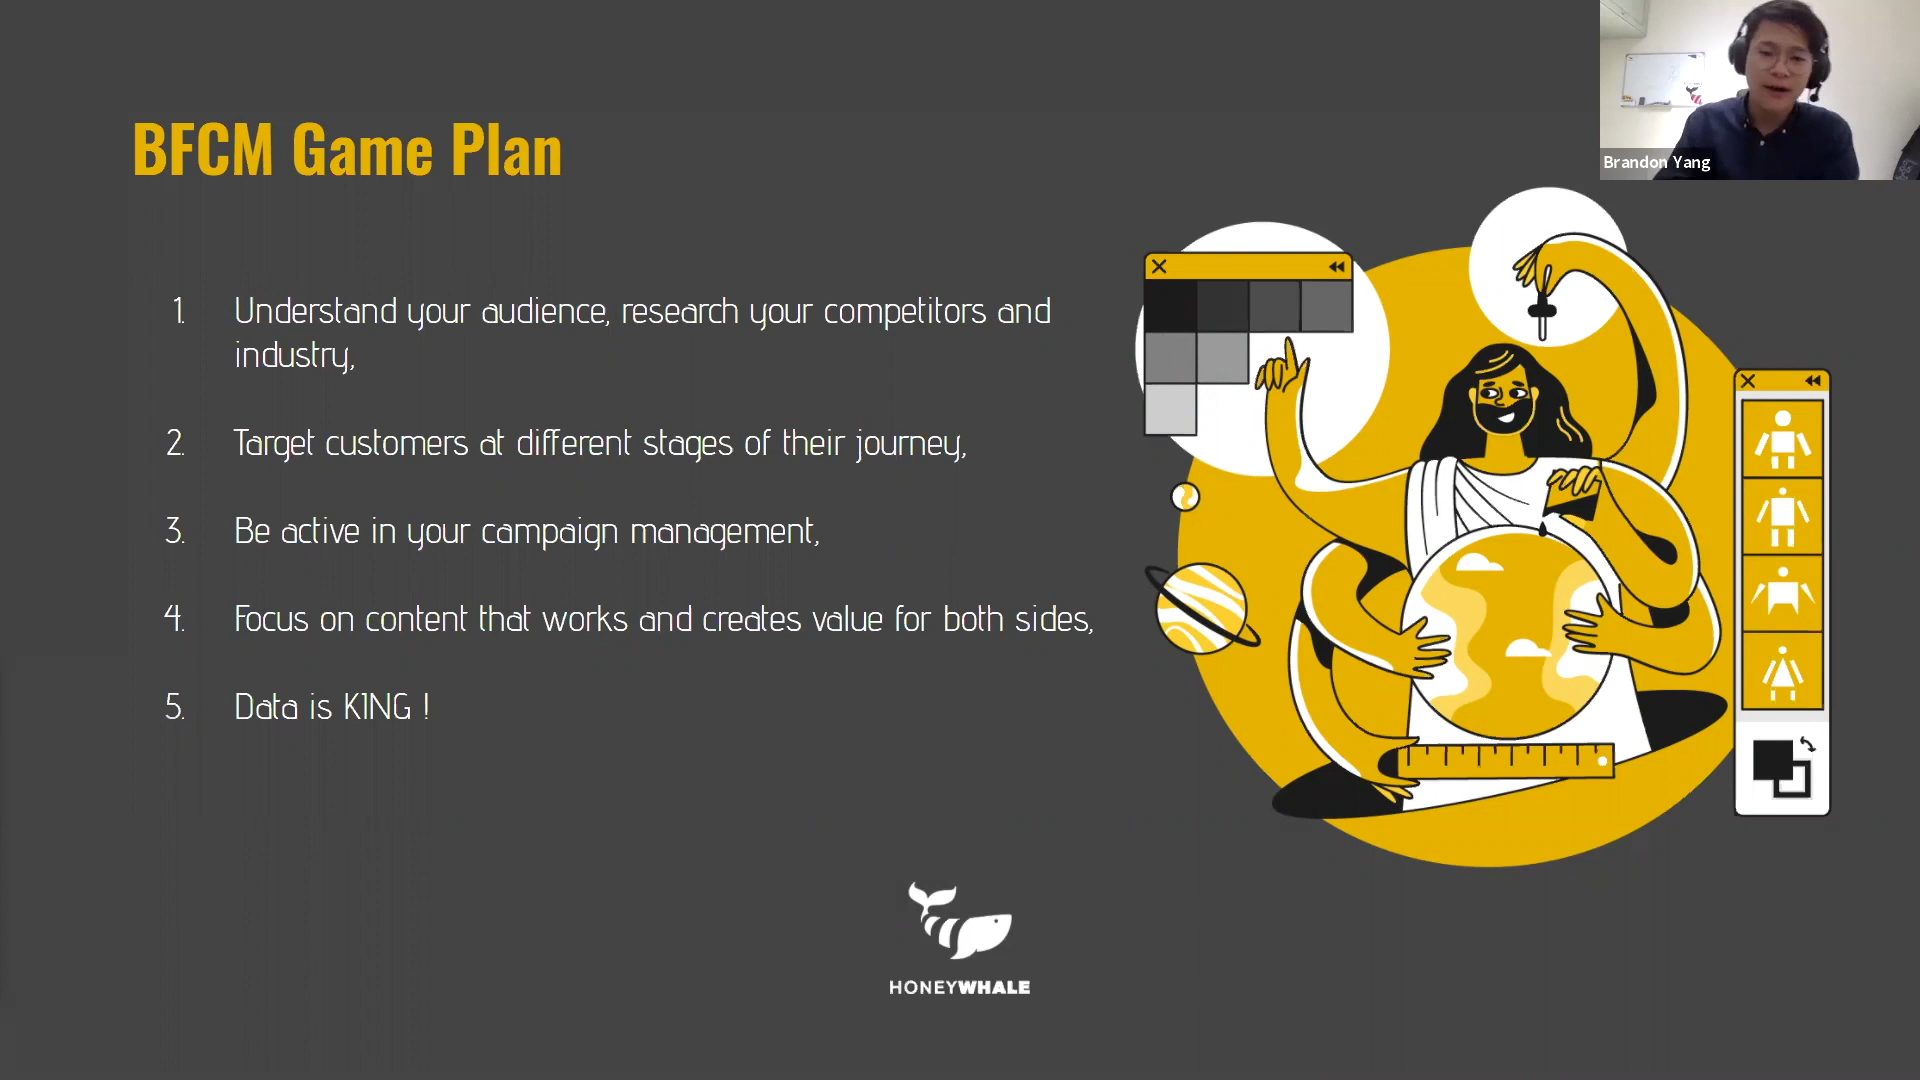 Brandon Yang
BFCM Game Plan
1. Understand your audience, research your competitors and
industry,
2. Target customers at different stages of their journey,
3. Be active in your campaign management,
4. Focus on content that works and creates value for both sides,
5. Data is KING !
HONEYWHALE